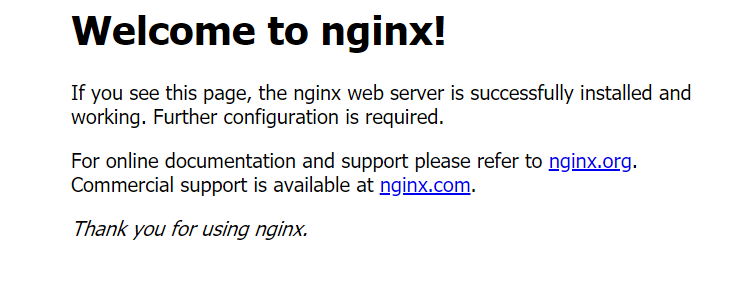 Welcome to nginx!
If you see this page, the nginx web server is successfully installed and
working. Further configuration is required.
For online documentation and support please refer to nginx.org.
Commercial support is available at nginx.com.
Thank you for using nginx.